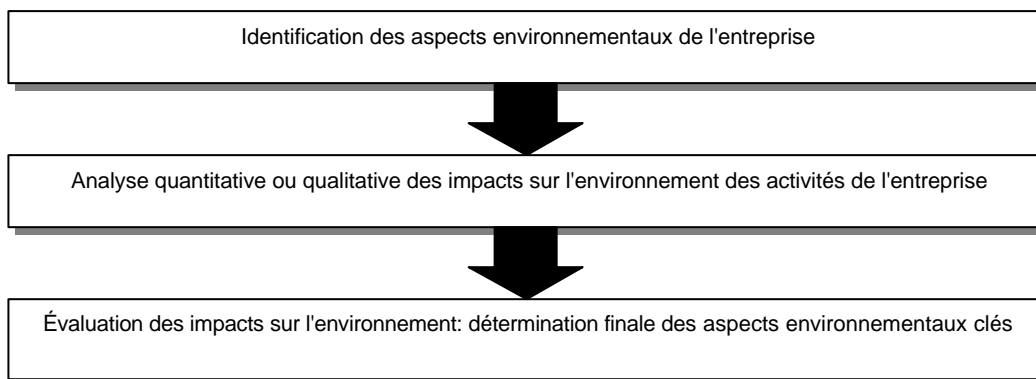 Identification des aspects environnementaux de l'entreprise
Analyse quantitative ou qualitative des impacts sur l'environnement des activités de l'entreprise
Évaluation des impacts sur l'environnement: détermination finale des aspects environnementaux clés